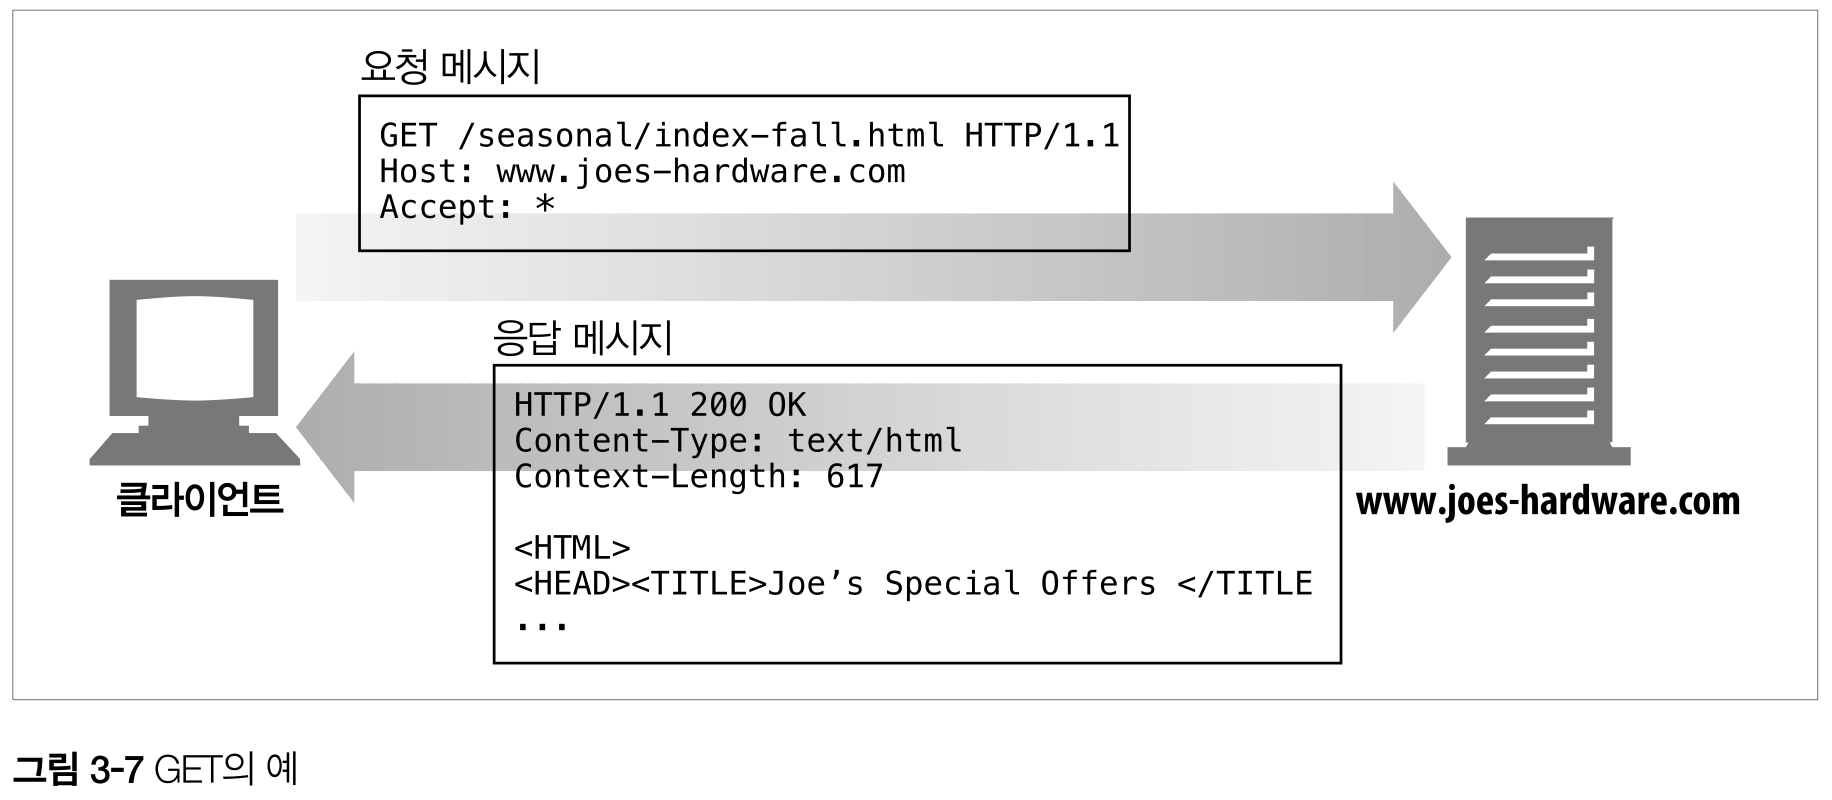 요청 메시지
GET /seasonal/index-fall.html HTTP/1.1
Host: www.joes-hardware.com
Accept: *
응답 메시지
HTTP/1.1 200 OK
Content-Type: text/html
Context-Length: 617
<HTML>
<HEAD><TITLE>Joe’s Special Offers </TITLE
...
클라이언트
www.joes-hardware.com
그림 3-7 GET의 예